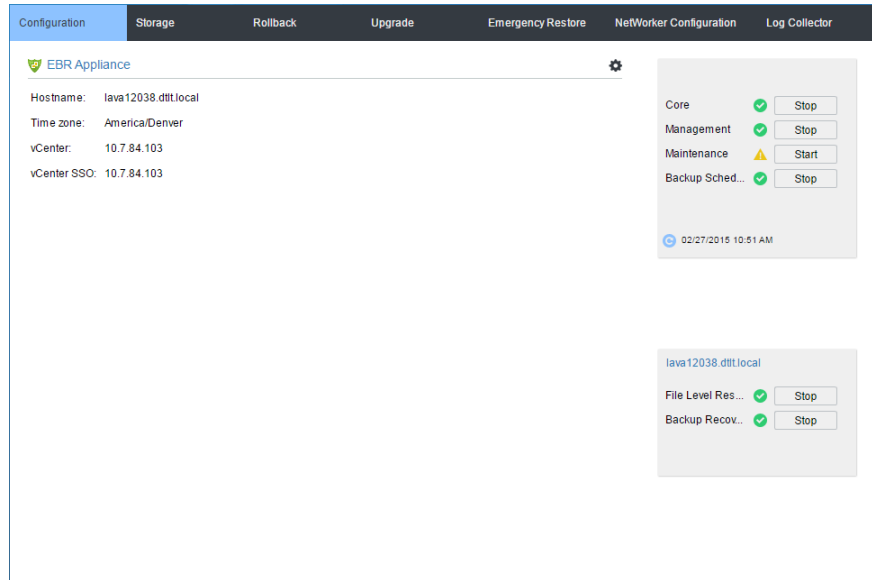 Configuration Storage Rollback Upgrade Emergency Restore NetWorker Configuration Log Collector
EBR Appliance
Hostname: lava12038.dtlt.local
Time zone: America/Denver
vCenter: 10.7.84.103
vCenter SSO: 10.7.84.103
Core Stop
Management Stop
Maintenance Start
Backup Sched... Stop
02/27/2015 10:51 AM
lava12038.dtlt.local
File Level Res... Stop
Backup Recov... Stop